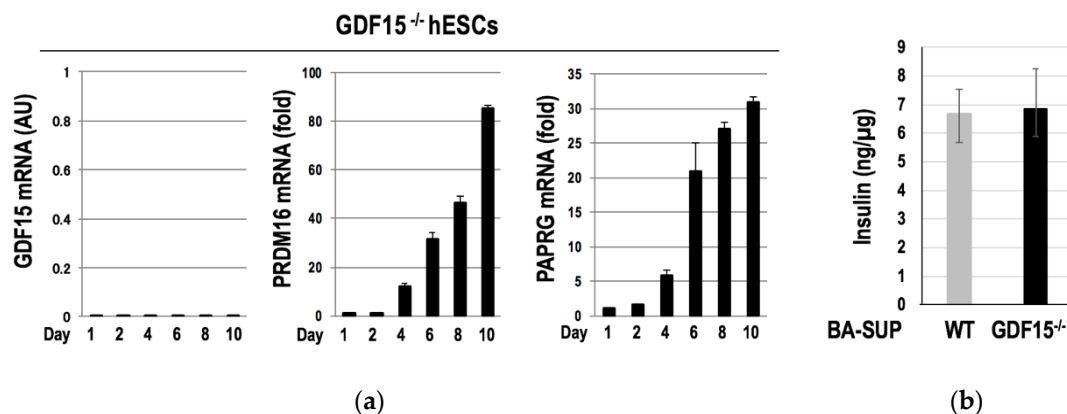 GDF15 -/- hESCs
GDF15 mRNA (AU)
1
0.8
0.6
0.4
0.2
0
Day 1 2 4 6 8 10
PRDM16 mRNA (fold)
100
80
60
40
20
0
Day 1 2 4 6 8 10
PAPRG mRNA (fold)
35
30
25
20
15
10
5
0
Day 1 2 4 6 8 10
(a)
Insulin (ng/µg)
9
8
7
6
5
4
3
2
1
0
BA-SUP WT GDF15-/-
(b)